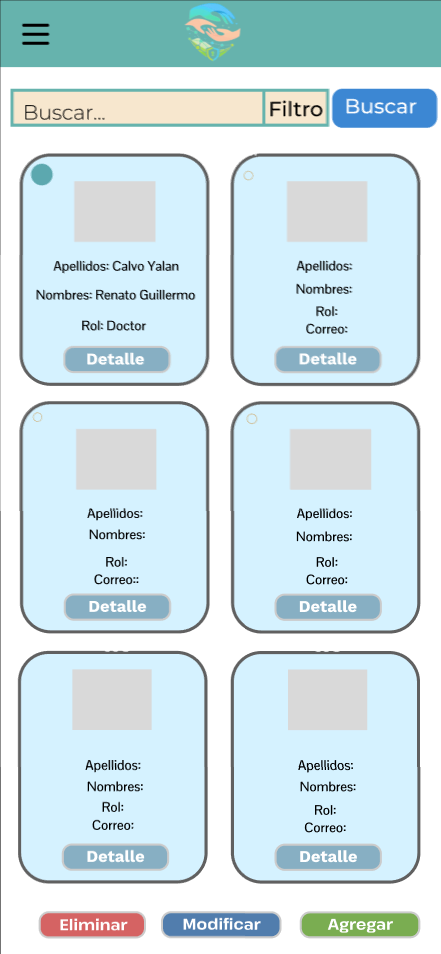 Buscar... Filtro Buscar
Apellidos: Calvo Yalan
Nombres: Renato Guillermo
Rol: Doctor
Detalle
Apellidos:
Nombres:
Rol:
Correo:
Detalle
Apellidos:
Nombres:
Rol:
Correo::
Detalle
Apellidos:
Nombres:
Rol:
Correo:
Detalle
Apellidos:
Nombres:
Rol:
Correo:
Detalle
Apellidos:
Nombres:
Rol:
Correo:
Detalle
Eliminar Modificar Agregar